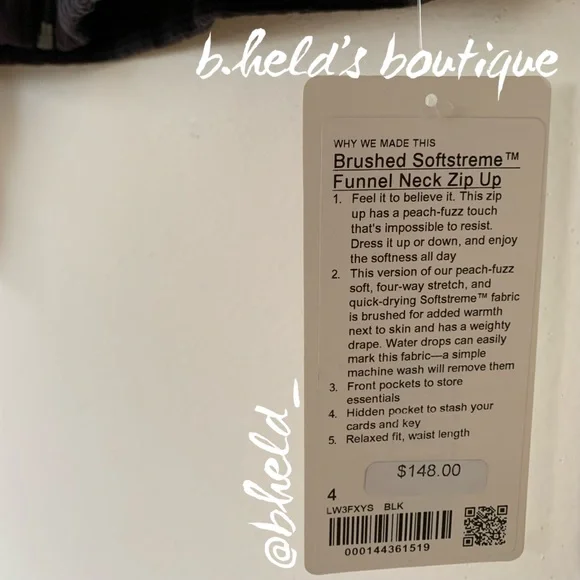 b.held's boutique
WHY WE MADE THIS
Brushed Softstreme™
Funnel Neck Zip Up
1. Feel it to believe it. This zip
up has a peach-fuzz touch
that's impossible to resist.
Dress it up or down, and enjoy
the softness all day
2. This version of our peach-fuzz
soft, four-way stretch, and
quick-drying Softstreme™ fabric
is brushed for added warmth
next to skin and has a weighty
drape. Water drops can easily
mark this fabric—a simple
machine wash will remove them
3. Front pockets to store
essentials
4. Hidden pocket to stash your
cards and key
5. Relaxed fit, waist length
$148.00
4
LW3FXYS BLK
000144361519
@bheld_